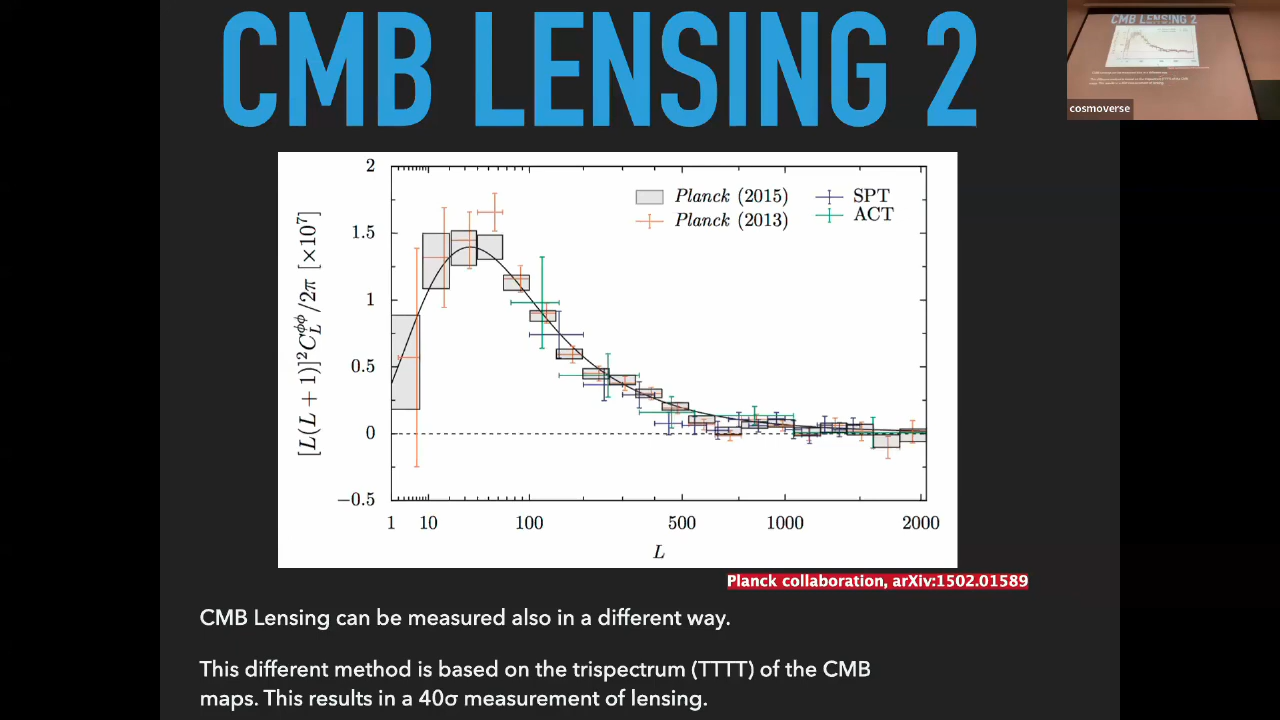 CMB LENSING 2
CMB LENSING 2
cosmoverse
2
1.5
1
0.5
0
−0.5
[L(L + 1)]²C_L^ϕϕ/2π [×10⁷]
Planck (2015)
Planck (2013)
SPT
ACT
1 10 100 500 1000 2000
L
Planck collaboration, arXiv:1502.01589
CMB Lensing can be measured also in a different way.
This different method is based on the trispectrum (TTTT) of the CMB
maps. This results in a 40σ measurement of lensing.